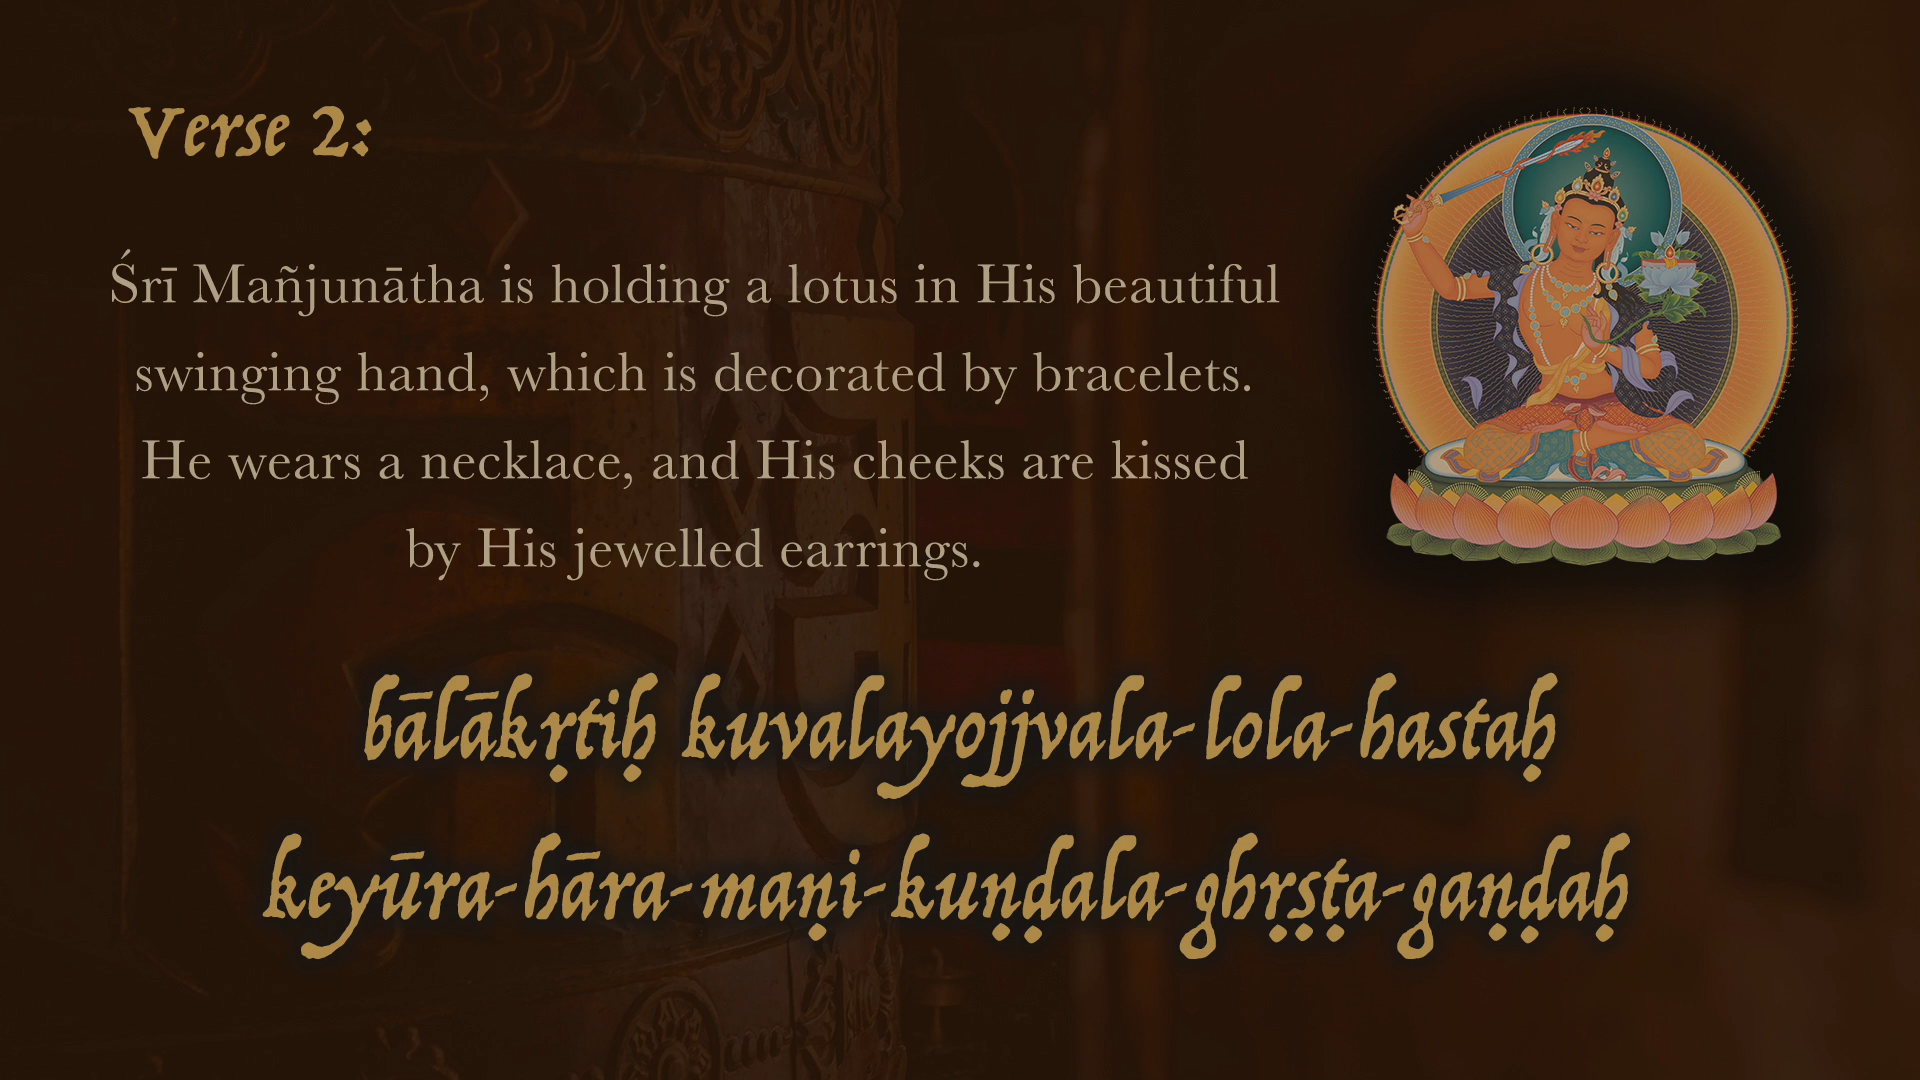 Verse 2:
Śrī Mañjunātha is holding a lotus in His beautiful
swinging hand, which is decorated by bracelets.
He wears a necklace, and His cheeks are kissed
by His jewelled earrings.
bālākṛtiḥ kuvalayojjvala-lola-hastaḥ
keyūra-hāra-maṇi-kuṇḍala-ghṛṣṭa-gaṇḍaḥ